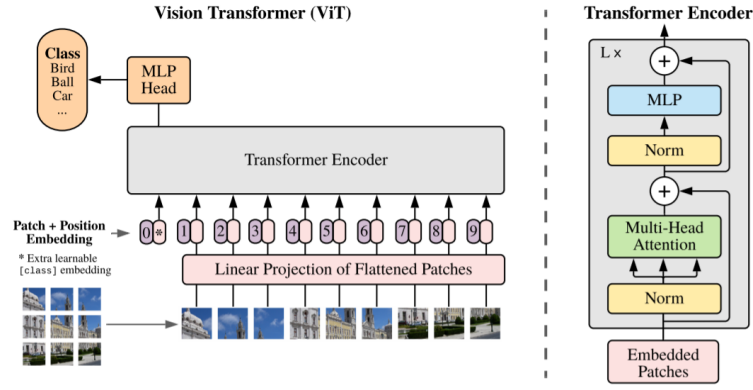 Vision Transformer (ViT)
Class
Bird
Ball
Car
...
MLP
Head
Transformer Encoder
Patch + Position
Embedding
0 * 1 2 3 4 5 6 7 8 9
* Extra learnable
[class] embedding
Linear Projection of Flattened Patches
Transformer Encoder
L x
+
MLP
Norm
+
Multi-Head
Attention
Norm
Embedded
Patches